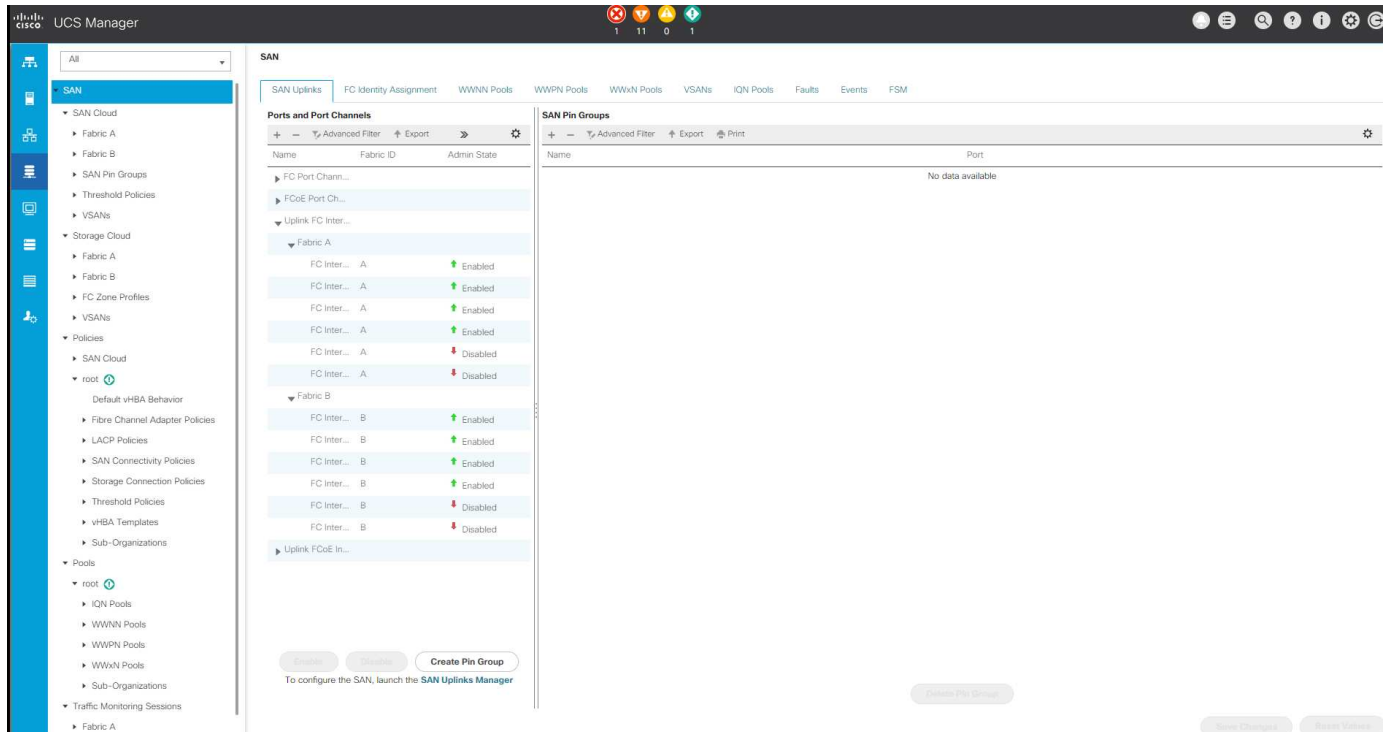 cisco UCS Manager
1 11 0 1
All
SAN
SAN Cloud
Fabric A
Fabric B
SAN Pin Groups
Threshold Policies
VSANs
Storage Cloud
Fabric A
Fabric B
FC Zone Profiles
VSANs
Policies
SAN Cloud
root
Default vHBA Behavior
Fibre Channel Adapter Policies
LACP Policies
SAN Connectivity Policies
Storage Connection Policies
Threshold Policies
vHBA Templates
Sub-Organizations
Pools
root
IQN Pools
WWNN Pools
WWPN Pools
WWxN Pools
Sub-Organizations
Traffic Monitoring Sessions
Fabric A
SAN
SAN Uplinks FC Identity Assignment WWNN Pools WWPN Pools WWxN Pools VSANs IQN Pools Faults Events FSM
Ports and Port Channels
+ − Advanced Filter Export »
Name Fabric ID Admin State
FC Port Chann...
FCoE Port Ch...
Uplink FC Inter...
Fabric A
FC Inter... A Enabled
FC Inter... A Enabled
FC Inter... A Enabled
FC Inter... A Enabled
FC Inter... A Disabled
FC Inter... A Disabled
Fabric B
FC Inter... B Enabled
FC Inter... B Enabled
FC Inter... B Enabled
FC Inter... B Enabled
FC Inter... B Disabled
FC Inter... B Disabled
Uplink FCoE In...
Enable Disable Create Pin Group
To configure the SAN, launch the SAN Uplinks Manager
SAN Pin Groups
+ − Advanced Filter Export Print
Name Port
No data available
Delete Pin Group
Save Changes Reset Values